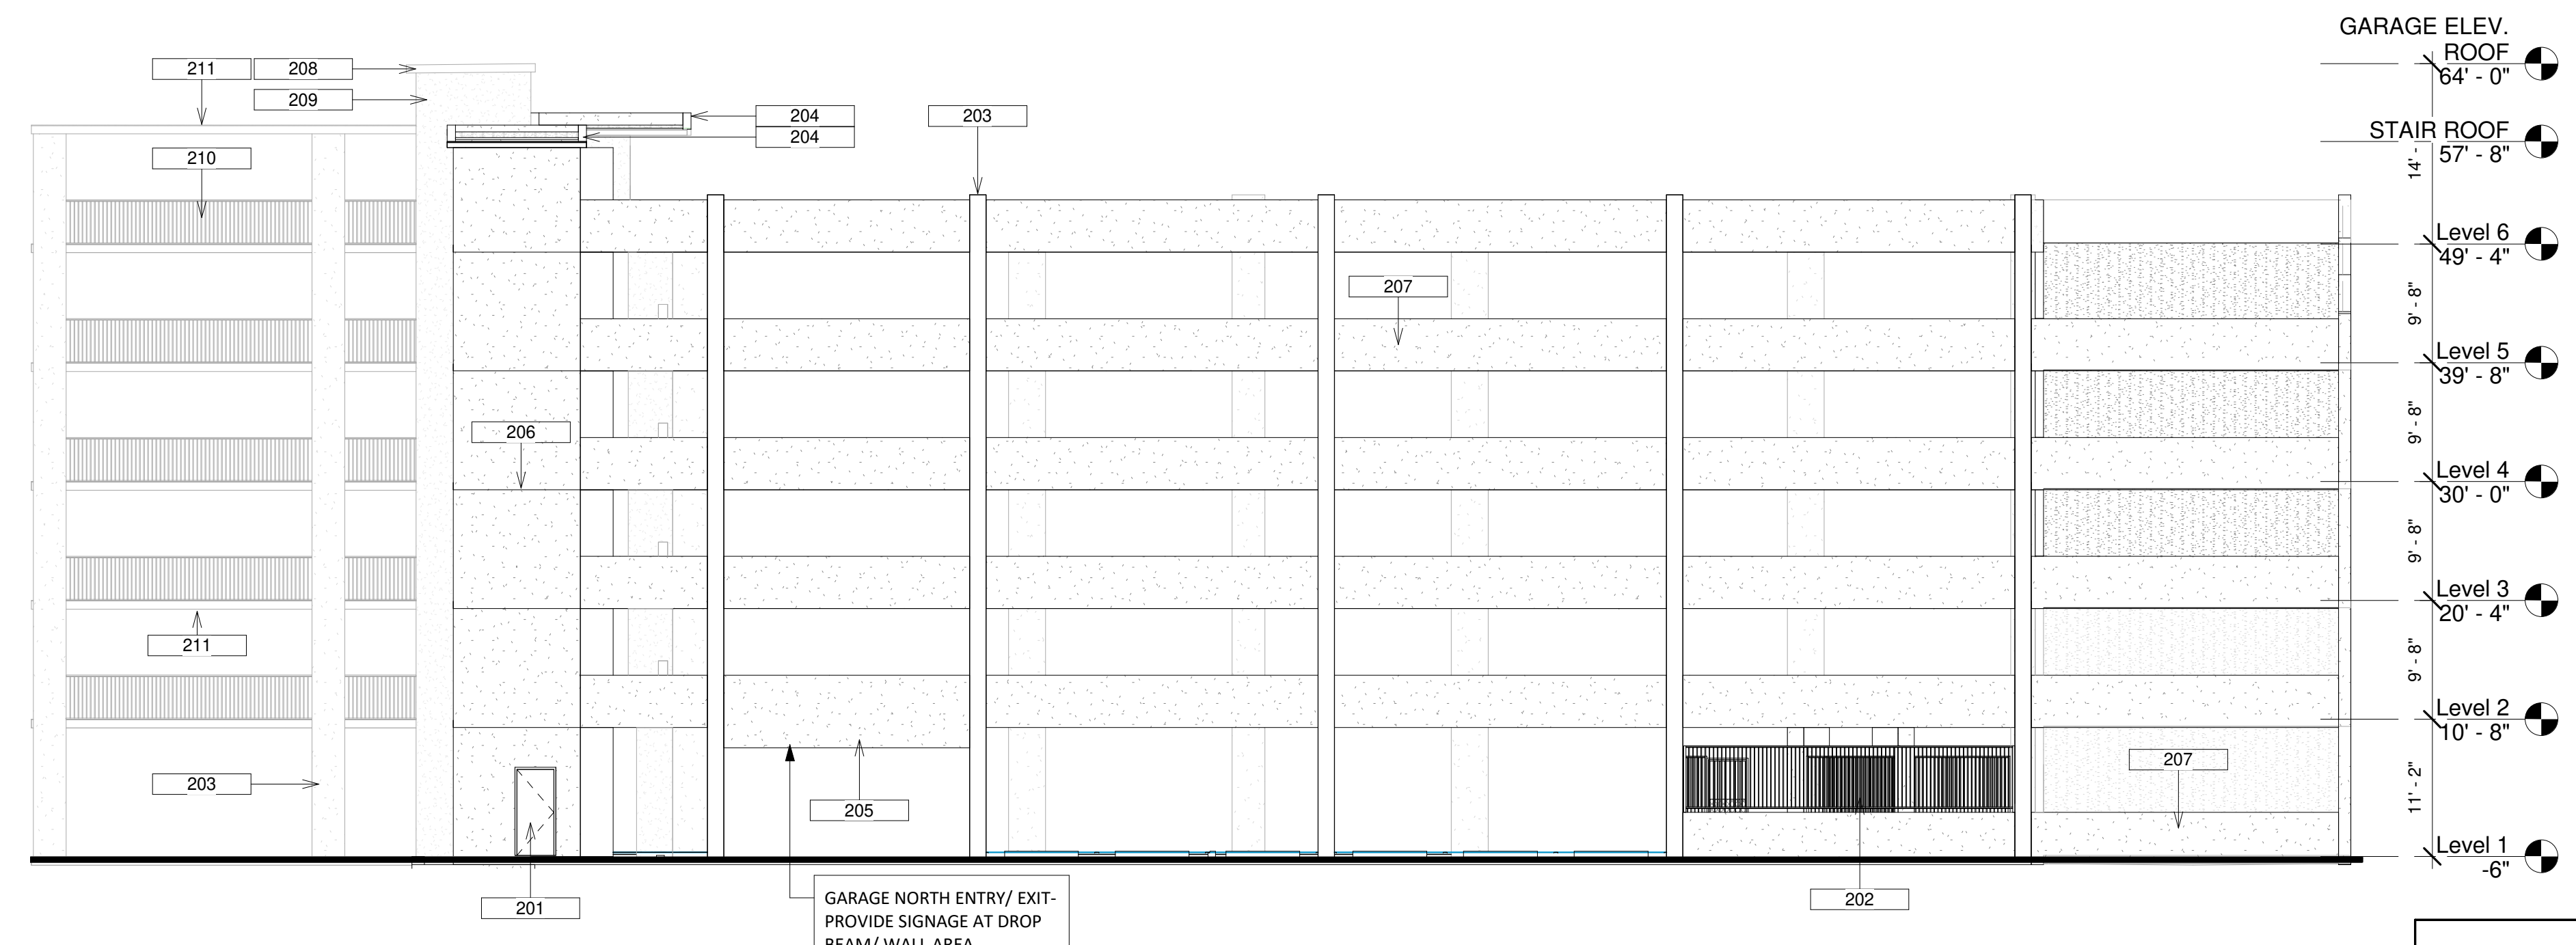 GARAGE ELEV.
ROOF
64' - 0"
211
208
209
204
203
204
STAIR ROOF
57' - 8"
14' -
210
Level 6
49' - 4"
207
9' - 8"
Level 5
39' - 8"
206
9' - 8"
Level 4
30' - 0"
9' - 8"
Level 3
20' - 4"
211
9' - 8"
Level 2
10' - 8"
207
203
11' - 2"
205
Level 1
-6"
201
202
GARAGE NORTH ENTRY/ EXIT-
PROVIDE SIGNAGE AT DROP
BEAM/ WALL AREA